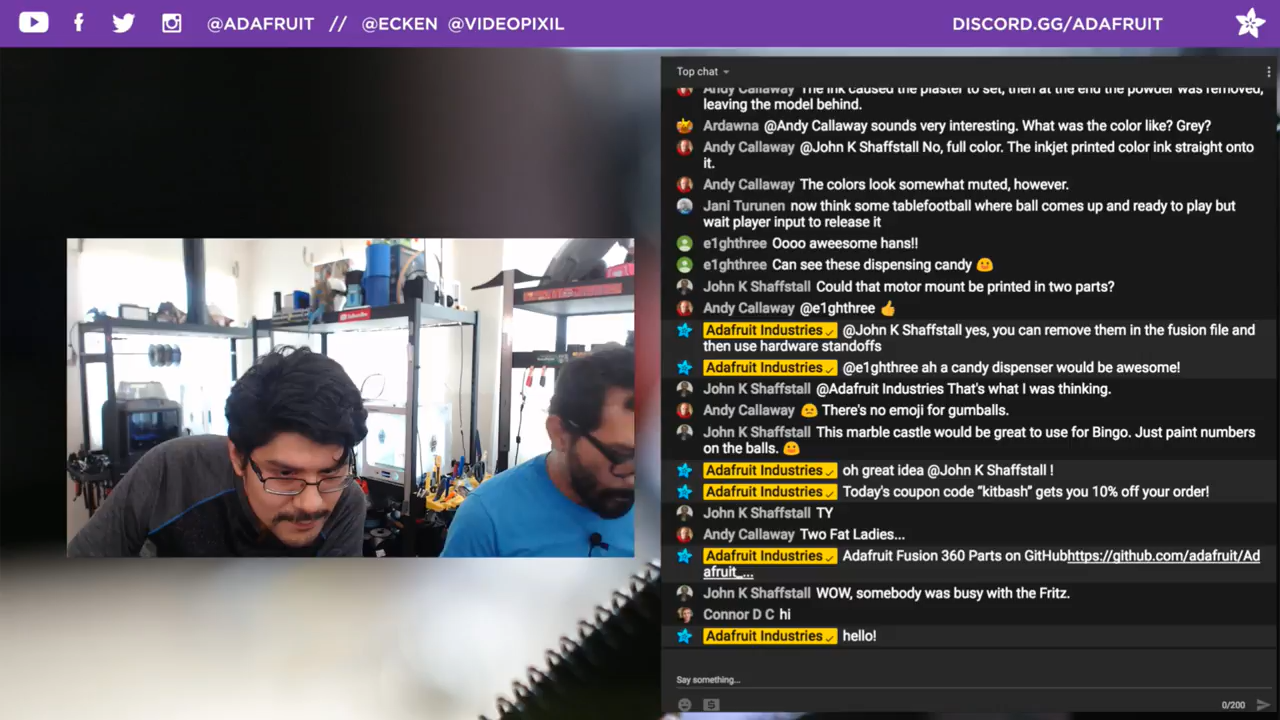 @ADAFRUIT // @ECKEN @VIDEOPIXIL
DISCORD.GG/ADAFRUIT
Top chat
Andy Callaway The ink caused the plaster to set, then at the end the powder was removed,
leaving the model behind.
Ardawna @Andy Callaway sounds very interesting. What was the color like? Grey?
Andy Callaway @John K Shaffstall No, full color. The inkjet printed color ink straight onto
it.
Andy Callaway The colors look somewhat muted, however.
Jani Turunen now think some tablefootball where ball comes up and ready to play but
wait player input to release it
e1ghthree Oooo aweesome hans!!
e1ghthree Can see these dispensing candy 🙂
John K Shaffstall Could that motor mount be printed in two parts?
Andy Callaway @e1ghthree 👍
Adafruit Industries @John K Shaffstall yes, you can remove them in the fusion file and
then use hardware standoffs
Adafruit Industries @e1ghthree ah a candy dispenser would be awesome!
John K Shaffstall @Adafruit Industries That's what I was thinking.
Andy Callaway 🙁 There's no emoji for gumballs.
John K Shaffstall This marble castle would be great to use for Bingo. Just paint numbers
on the balls. 🙂
Adafruit Industries oh great idea @John K Shaffstall !
Adafruit Industries Today's coupon code “kitbash” gets you 10% off your order!
John K Shaffstall TY
Andy Callaway Two Fat Ladies...
Adafruit Industries Adafruit Fusion 360 Parts on GitHubhttps://github.com/adafruit/Ad
afruit_...
John K Shaffstall WOW, somebody was busy with the Fritz.
Connor D C hi
Adafruit Industries hello!
Say something...
0/200